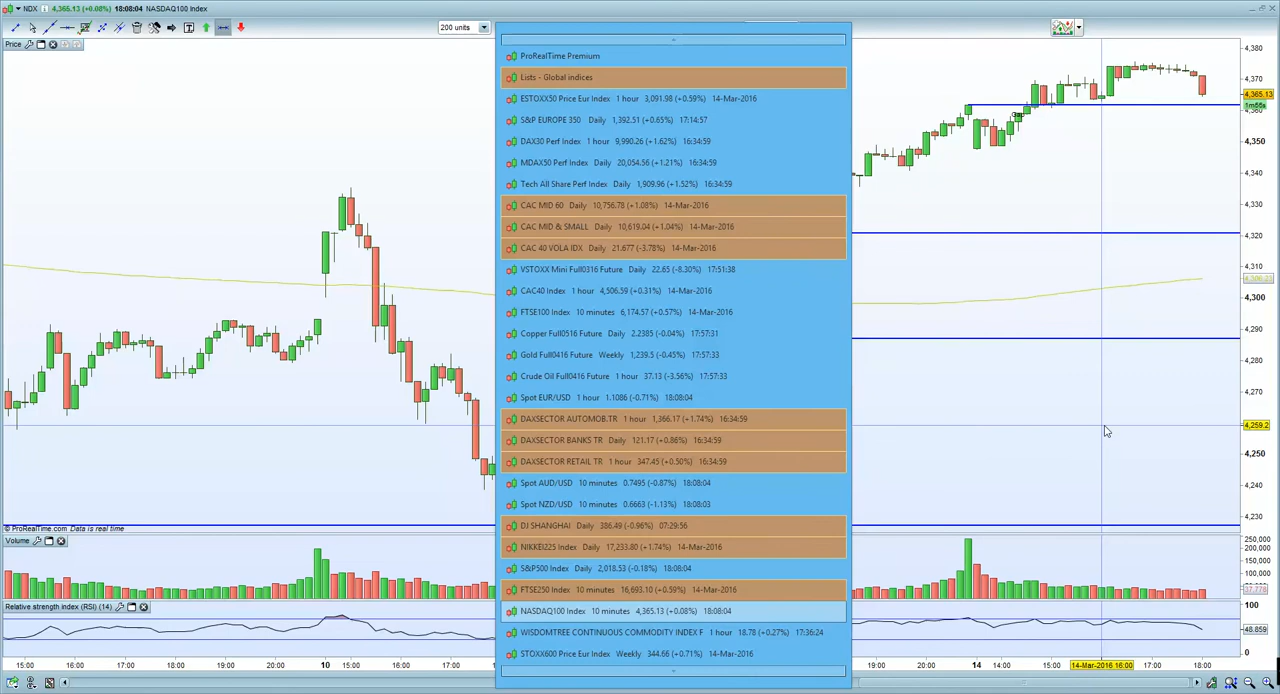 NDX 4,365.13 (+0.08%) 18:08:04 NASDAQ100 Index
200 units
Price
ProRealTime Premium
Lists - Global indices
ESTOXX50 Price Eur Index 1 hour 3,091.98 (+0.59%) 14-Mar-2016
S&P EUROPE 350 Daily 1,392.51 (+0.65%) 17:14:57
DAX30 Perf Index 1 hour 9,990.26 (+1.62%) 16:34:59
MDAX50 Perf Index Daily 20,054.56 (+1.21%) 16:34:59
Tech All Share Perf Index Daily 1,909.96 (+1.52%) 16:34:59
CAC MID 60 Daily 10,756.78 (+1.08%) 14-Mar-2016
CAC MID & SMALL Daily 10,619.04 (+1.04%) 14-Mar-2016
CAC 40 VOLA IDX Daily 21.677 (-3.78%) 14-Mar-2016
VSTOXX Mini Full0316 Future Daily 22.65 (-8.30%) 17:51:38
CAC40 Index 1 hour 4,506.59 (+0.31%) 14-Mar-2016
FTSE100 Index 10 minutes 6,174.57 (+0.57%) 14-Mar-2016
Copper Full0516 Future Daily 2.2385 (-0.04%) 17:57:31
Gold Full0416 Future Weekly 1,239.5 (-0.45%) 17:57:33
Crude Oil Full0416 Future 1 hour 37.13 (-3.56%) 17:57:33
Spot EUR/USD 1 hour 1.1086 (-0.71%) 18:08:04
DAXSECTOR AUTOMOB.TR 1 hour 1,366.17 (+1.74%) 16:34:59
DAXSECTOR BANKS TR Daily 121.17 (+0.86%) 16:34:59
DAXSECTOR RETAIL TR 1 hour 347.45 (+0.50%) 16:34:59
Spot AUD/USD 10 minutes 0.7495 (-0.87%) 18:08:04
Spot NZD/USD 10 minutes 0.6663 (-1.13%) 18:08:03
DJ SHANGHAI Daily 386.49 (-0.96%) 07:29:56
NIKKEI225 Index Daily 17,233.80 (+1.74%) 14-Mar-2016
S&P500 Index Daily 2,018.53 (-0.18%) 18:08:04
FTSE250 Index 10 minutes 16,693.10 (+0.59%) 14-Mar-2016
NASDAQ100 Index 10 minutes 4,365.13 (+0.08%) 18:08:04
WISDOMTREE CONTINUOUS COMMODITY INDEX F 1 hour 18.78 (+0.27%) 17:36:24
STOXX600 Price Eur Index Weekly 344.66 (+0.71%) 14-Mar-2016
Gap
4,380
4,370
4,365.13
1m56s
4,360
4,350
4,340
4,330
4,320
4,310
4,300
4,290
4,280
4,270
4,259.2
4,250
4,240
4,230
© ProRealTime.com Data is real time
Volume
250,000
200,000
150,000
100,000
37.778
Relative strength index (RSI) (14)
100
48.859
0
15:00 16:00 17:00 18:00 19:00 20:00 10 15:00 16:00 17:00 19:00 20:00 21:00 14 14:00 15:00 14-Mar-2016 16:00 17:00 18:00